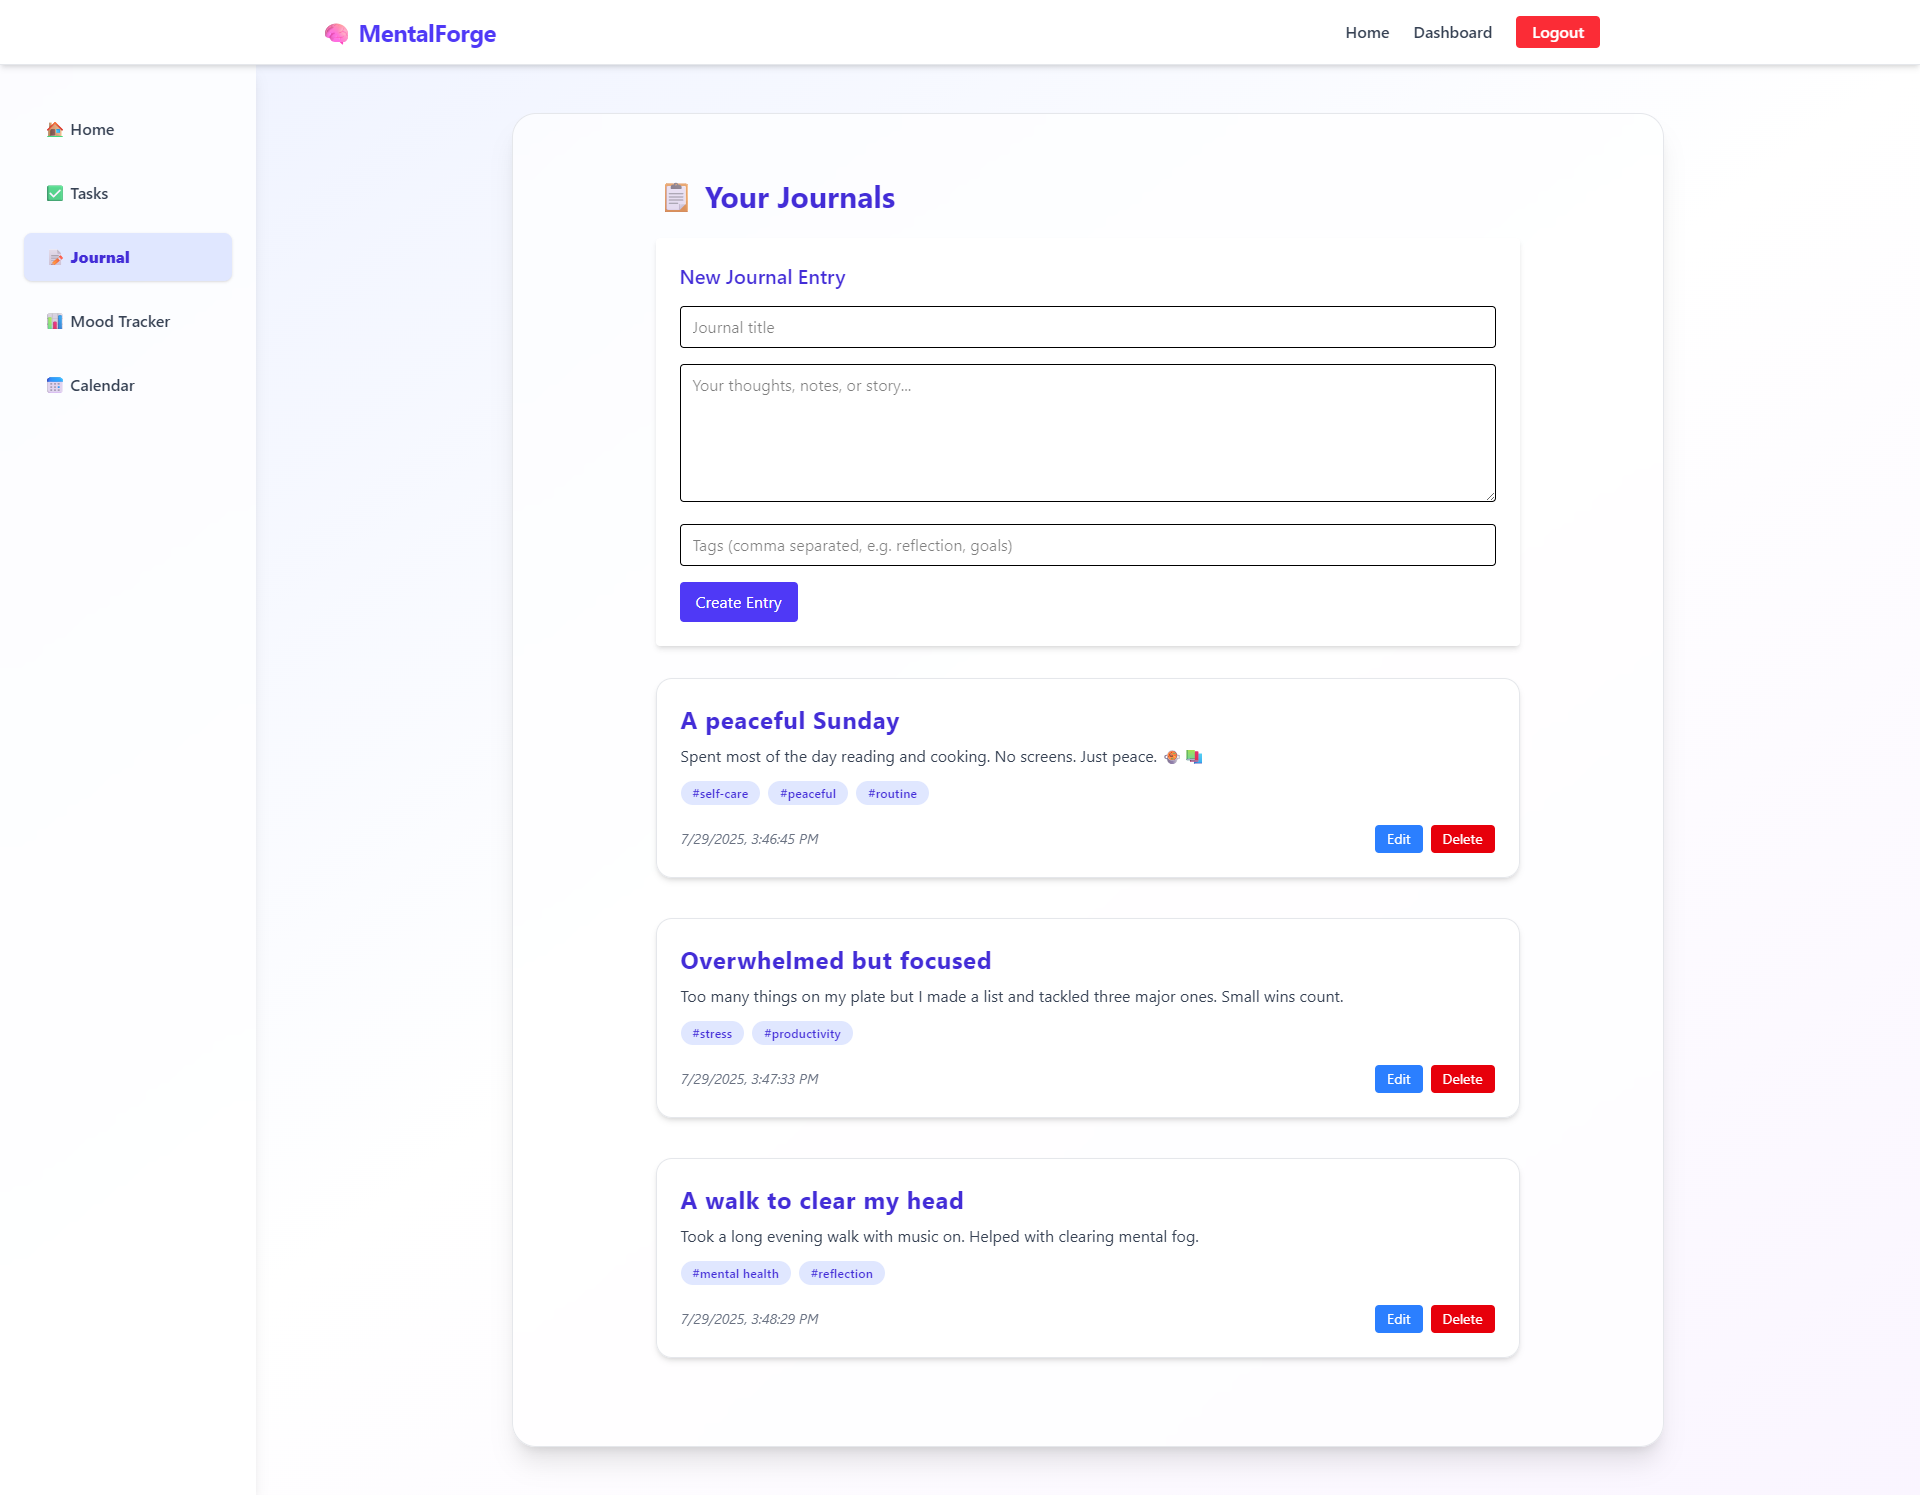 MentalForge
Home Dashboard Logout
Home
Tasks
Journal
Mood Tracker
Calendar
Your Journals
New Journal Entry
Journal title
Your thoughts, notes, or story...
Tags (comma separated, e.g. reflection, goals)
Create Entry
A peaceful Sunday
Spent most of the day reading and cooking. No screens. Just peace.
#self-care #peaceful #routine
7/29/2025, 3:46:45 PM Edit Delete
Overwhelmed but focused
Too many things on my plate but I made a list and tackled three major ones. Small wins count.
#stress #productivity
7/29/2025, 3:47:33 PM Edit Delete
A walk to clear my head
Took a long evening walk with music on. Helped with clearing mental fog.
#mental health #reflection
7/29/2025, 3:48:29 PM Edit Delete